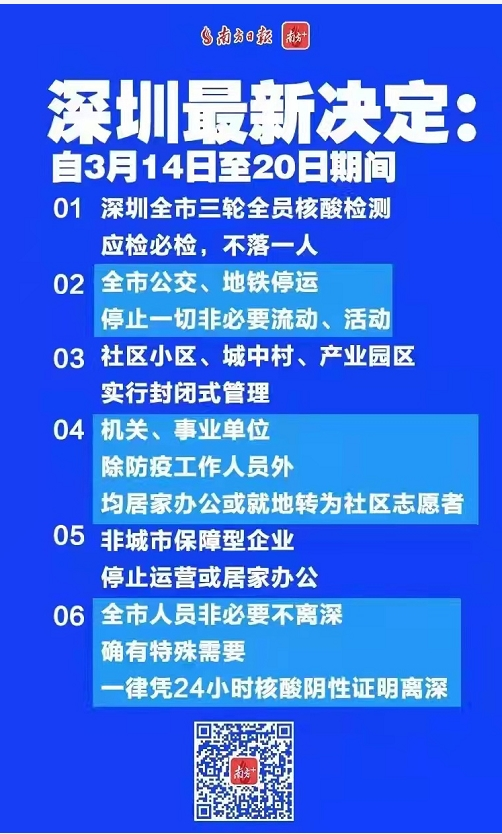 南方日报 南方+
深圳最新决定：
自3月14日至20日期间
01 深圳全市三轮全员核酸检测
应检必检，不落一人
02 全市公交、地铁停运
停止一切非必要流动、活动
03 社区小区、城中村、产业园区
实行封闭式管理
04 机关、事业单位
除防疫工作人员外
均居家办公或就地转为社区志愿者
05 非城市保障型企业
停止运营或居家办公
06 全市人员非必要不离深
确有特殊需要
一律凭24小时核酸阴性证明离深
南方+